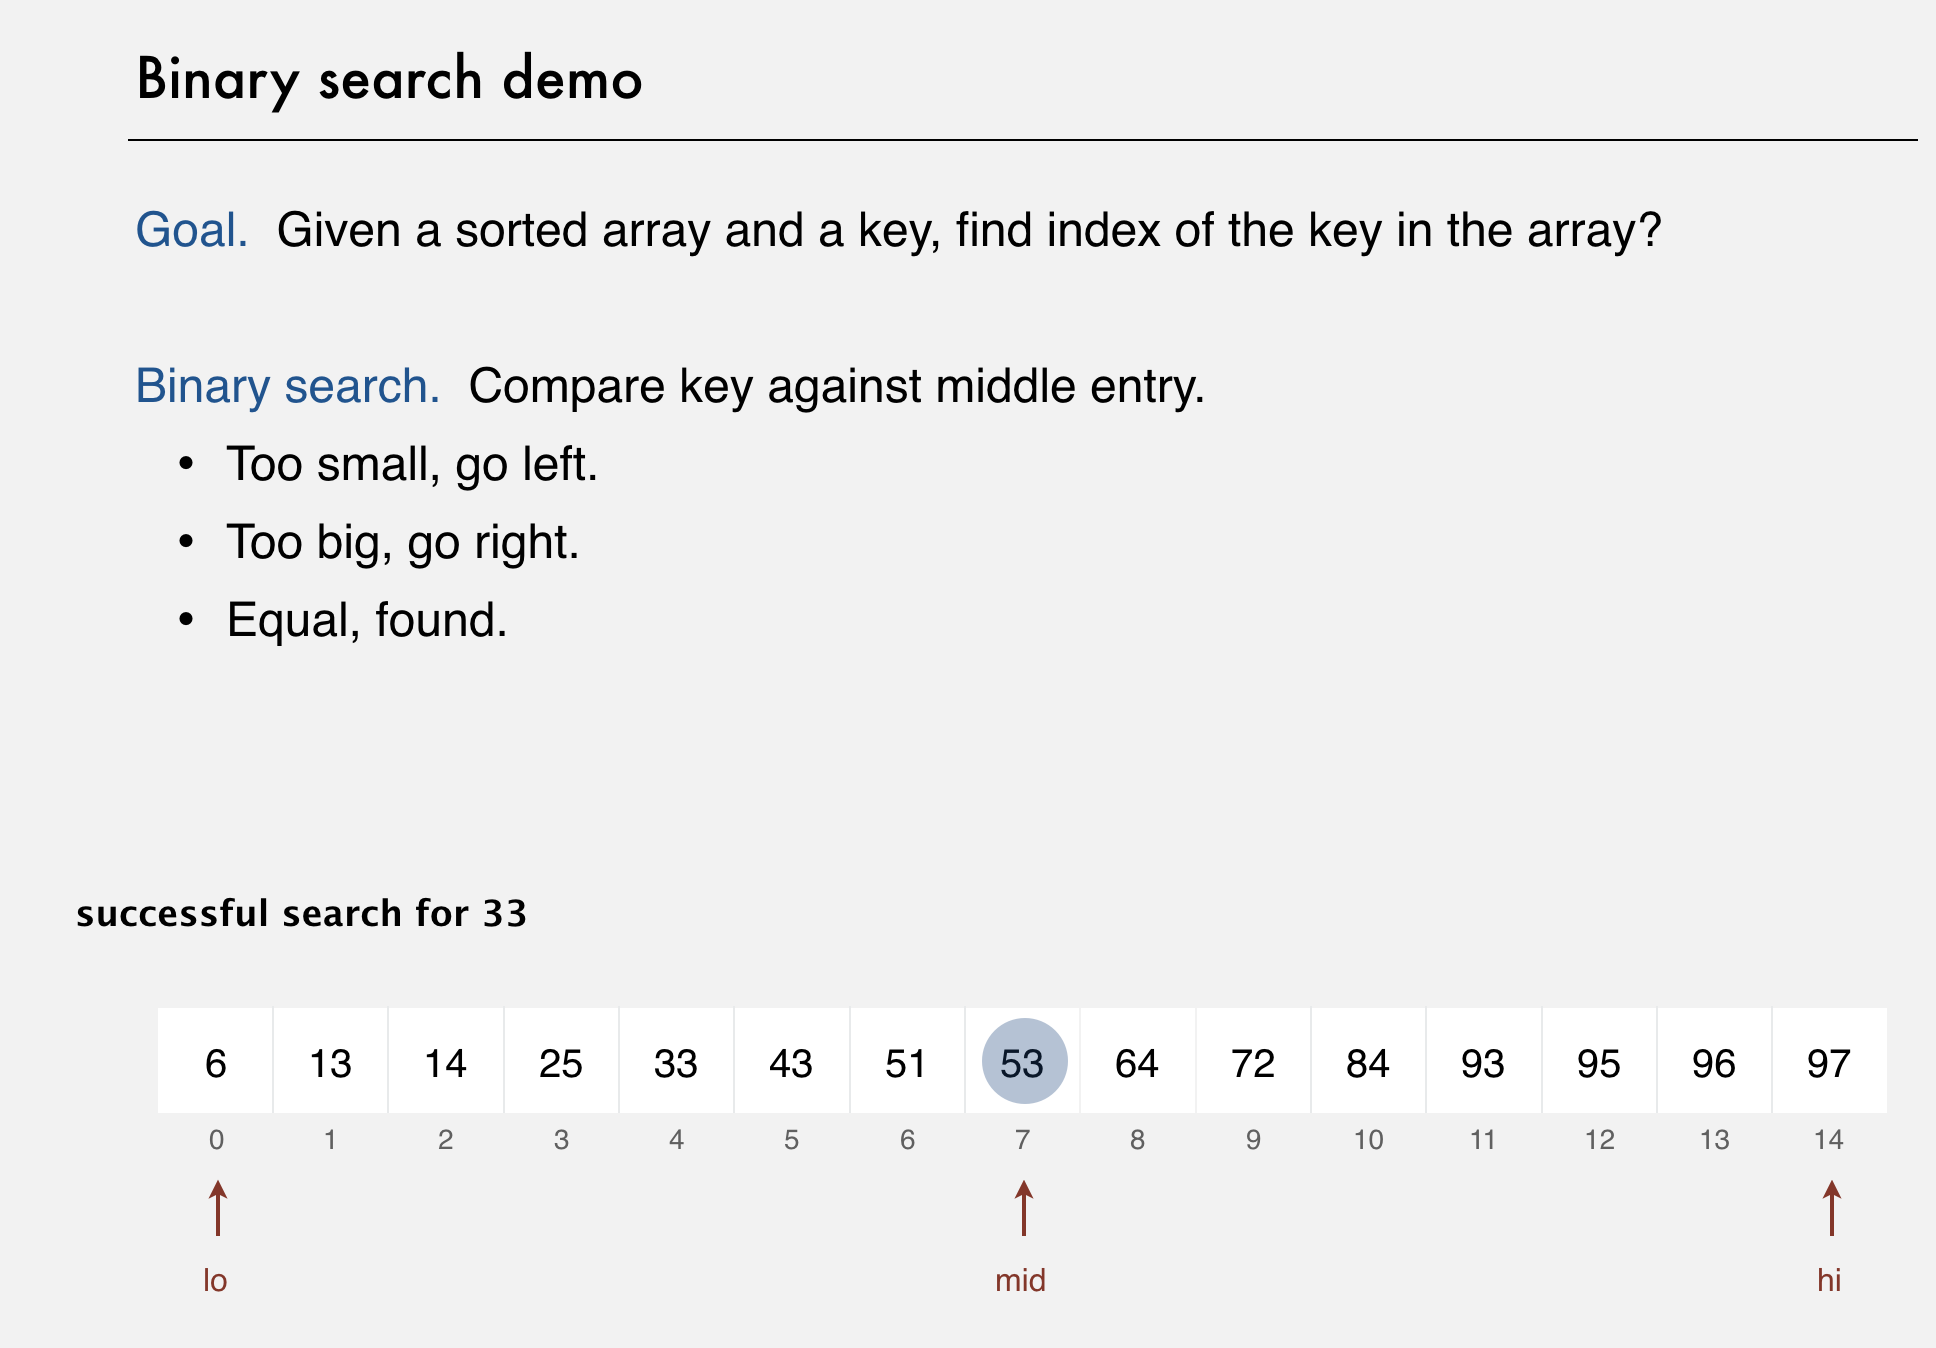 Binary search demo
Goal. Given a sorted array and a key, find index of the key in the array?
Binary search. Compare key against middle entry.
• Too small, go left.
• Too big, go right.
• Equal, found.
successful search for 33
6 13 14 25 33 43 51 53 64 72 84 93 95 96 97
0 1 2 3 4 5 6 7 8 9 10 11 12 13 14
lo mid hi